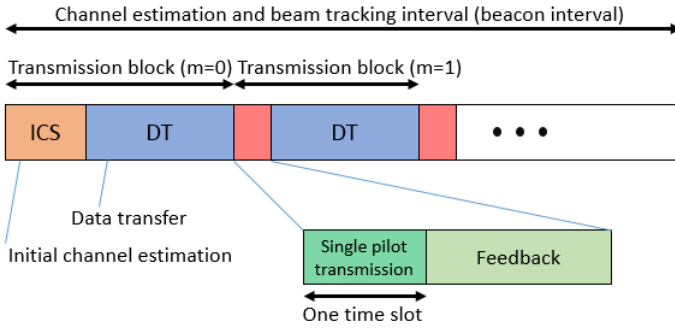 Channel estimation and beam tracking interval (beacon interval)
Transmission block (m=0) Transmission block (m=1)
ICS DT DT • • •
Data transfer
Initial channel estimation
Single pilot
transmission
Feedback
One time slot